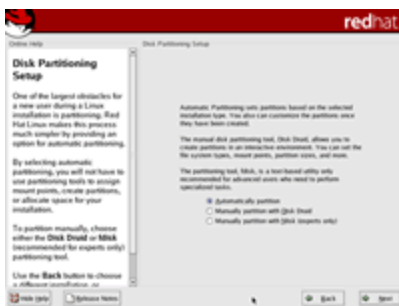 redhat
Online Help
Disk Partitioning Setup
Disk Partitioning
Setup
One of the largest obstacles for
a new user during a Linux
installation is partitioning. Red
Hat Linux makes this process
much simpler by providing an
option for automatic partitioning.
By selecting automatic
partitioning, you will not have to
use partitioning tools to assign
mount points, create partitions,
or allocate space for your
installation.
To partition manually, choose
either the Disk Druid or fdisk
(recommended for experts only)
partitioning tool.
Use the Back button to choose
a different installation, or
Automatic Partitioning sets partitions based on the selected
installation type. You also can customize the partitions once
they have been created.
The manual disk partitioning tool, Disk Druid, allows you to
create partitions in an interactive environment. You can set the
file system types, mount points, partition sizes, and more.
The partitioning tool, fdisk, is a text-based utility only
recommended for advanced users who need to perform
specialized tasks.
Automatically partition
Manually partition with Disk Druid
Manually partition with fdisk (experts only)
Hide Help
Release Notes
Back
Next